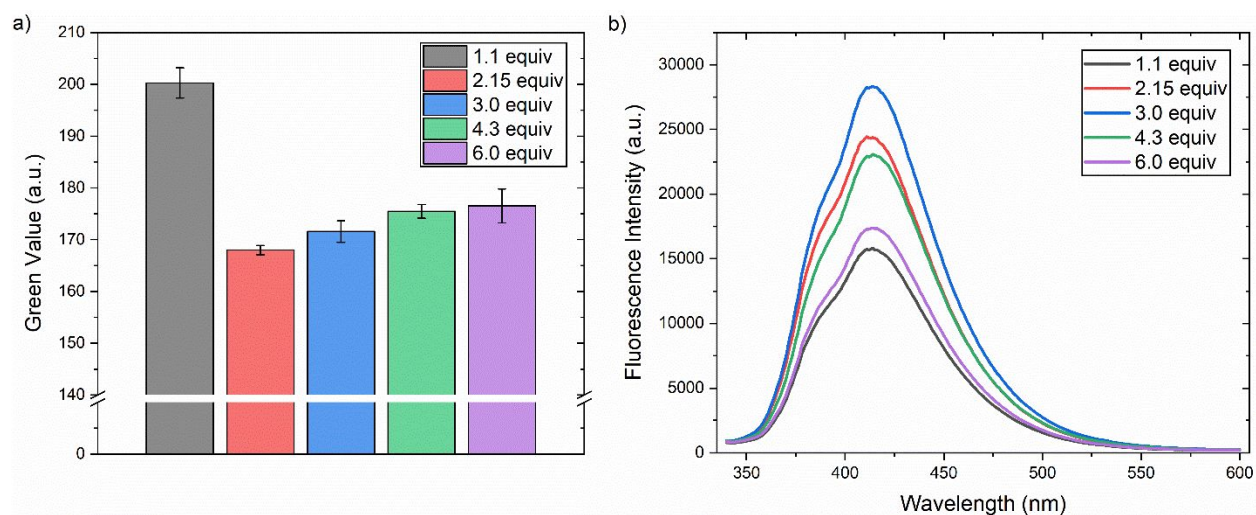 a)
210
200
190
180
170
160
150
140
0
Green Value (a.u.)
1.1 equiv
2.15 equiv
3.0 equiv
4.3 equiv
6.0 equiv
b)
30000
25000
20000
15000
10000
5000
0
Fluorescence Intensity (a.u.)
1.1 equiv
2.15 equiv
3.0 equiv
4.3 equiv
6.0 equiv
350 400 450 500 550 600
Wavelength (nm)